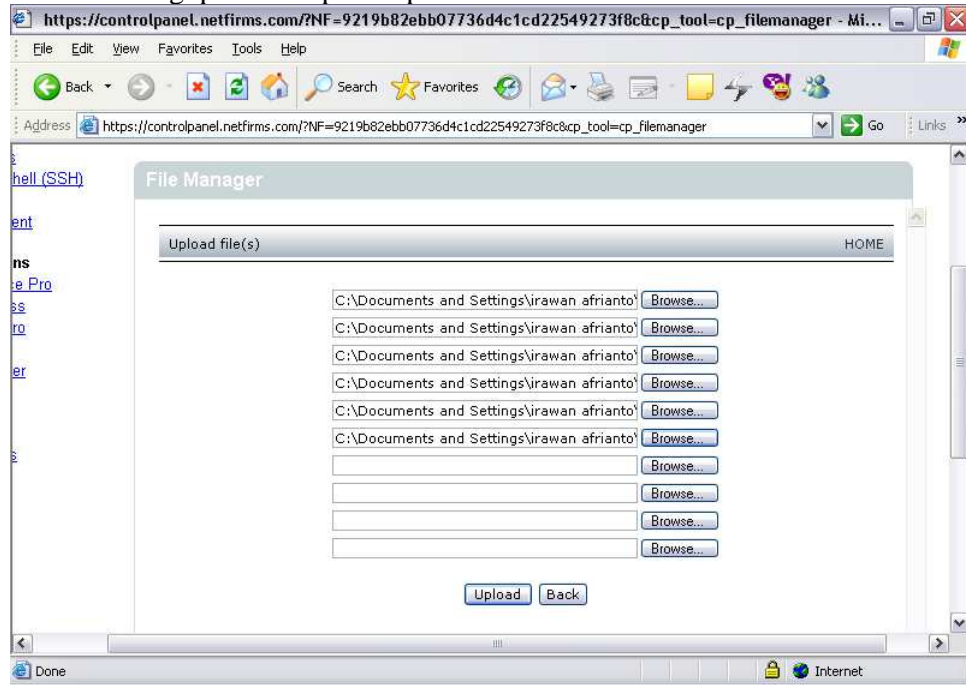 https://controlpanel.netfirms.com/?NF=9219b82ebb07736d4c1cd22549273f8c&cp_tool=cp_filemanager - Mi...
File Edit View Favorites Tools Help
Back Search Favorites
Address https://controlpanel.netfirms.com/?NF=9219b82ebb07736d4c1cd22549273f8c&cp_tool=cp_filemanager Go Links »
hell (SSH)
File Manager
ent
Upload file(s) HOME
ns
e Pro
ss
ro
er
s
C:\Documents and Settings\irawan afrianto\ Browse...
C:\Documents and Settings\irawan afrianto\ Browse...
C:\Documents and Settings\irawan afrianto\ Browse...
C:\Documents and Settings\irawan afrianto\ Browse...
C:\Documents and Settings\irawan afrianto\ Browse...
C:\Documents and Settings\irawan afrianto\ Browse...
Browse...
Browse...
Browse...
Browse...
Upload Back
Done Internet